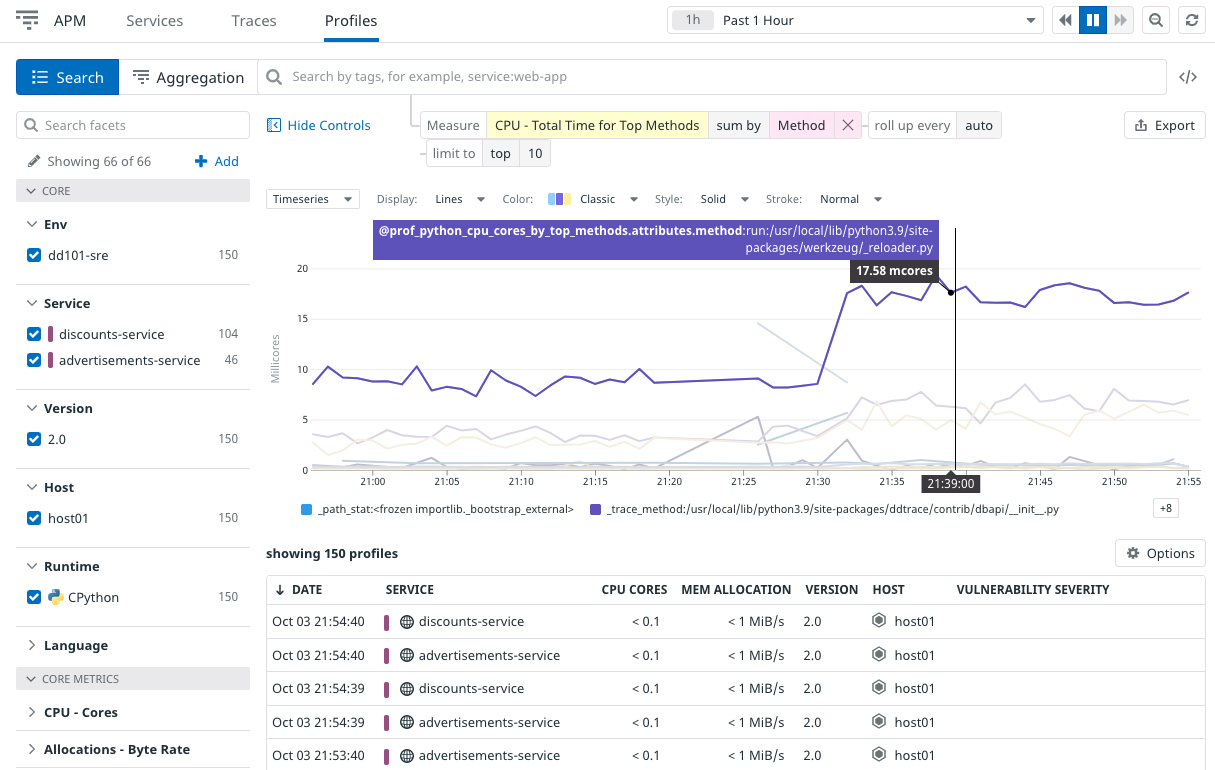 APM Services Traces Profiles 1h Past 1 Hour
Search Aggregation Search by tags, for example, service:web-app </>
Search facets
Showing 66 of 66 + Add
CORE
Env
dd101-sre 150
Service
discounts-service 104
advertisements-service 46
Version
2.0 150
Host
host01 150
Runtime
CPython 150
Language
CORE METRICS
CPU - Cores
Allocations - Byte Rate
Hide Controls
Measure CPU - Total Time for Top Methods sum by Method roll up every auto
limit to top 10
Export
Timeseries Display: Lines Color: Classic Style: Solid Stroke: Normal
@prof_python_cpu_cores_by_top_methods.attributes.method:run:/usr/local/lib/python3.9/site-
packages/werkzeug/_reloader.py
17.58 mcores
Millicores
20
15
10
5
0
21:00 21:05 21:10 21:15 21:20 21:25 21:30 21:35 21:39:00 21:45 21:50 21:55
_path_stat:<frozen importlib._bootstrap_external> _trace_method:/usr/local/lib/python3.9/site-packages/ddtrace/contrib/dbapi/__init__.py +8
showing 150 profiles Options
DATE SERVICE CPU CORES MEM ALLOCATION VERSION HOST VULNERABILITY SEVERITY
Oct 03 21:54:40 discounts-service < 0.1 < 1 MiB/s 2.0 host01
Oct 03 21:54:40 advertisements-service < 0.1 < 1 MiB/s 2.0 host01
Oct 03 21:54:39 discounts-service < 0.1 < 1 MiB/s 2.0 host01
Oct 03 21:54:39 advertisements-service < 0.1 < 1 MiB/s 2.0 host01
Oct 03 21:53:40 advertisements-service < 0.1 < 1 MiB/s 2.0 host01